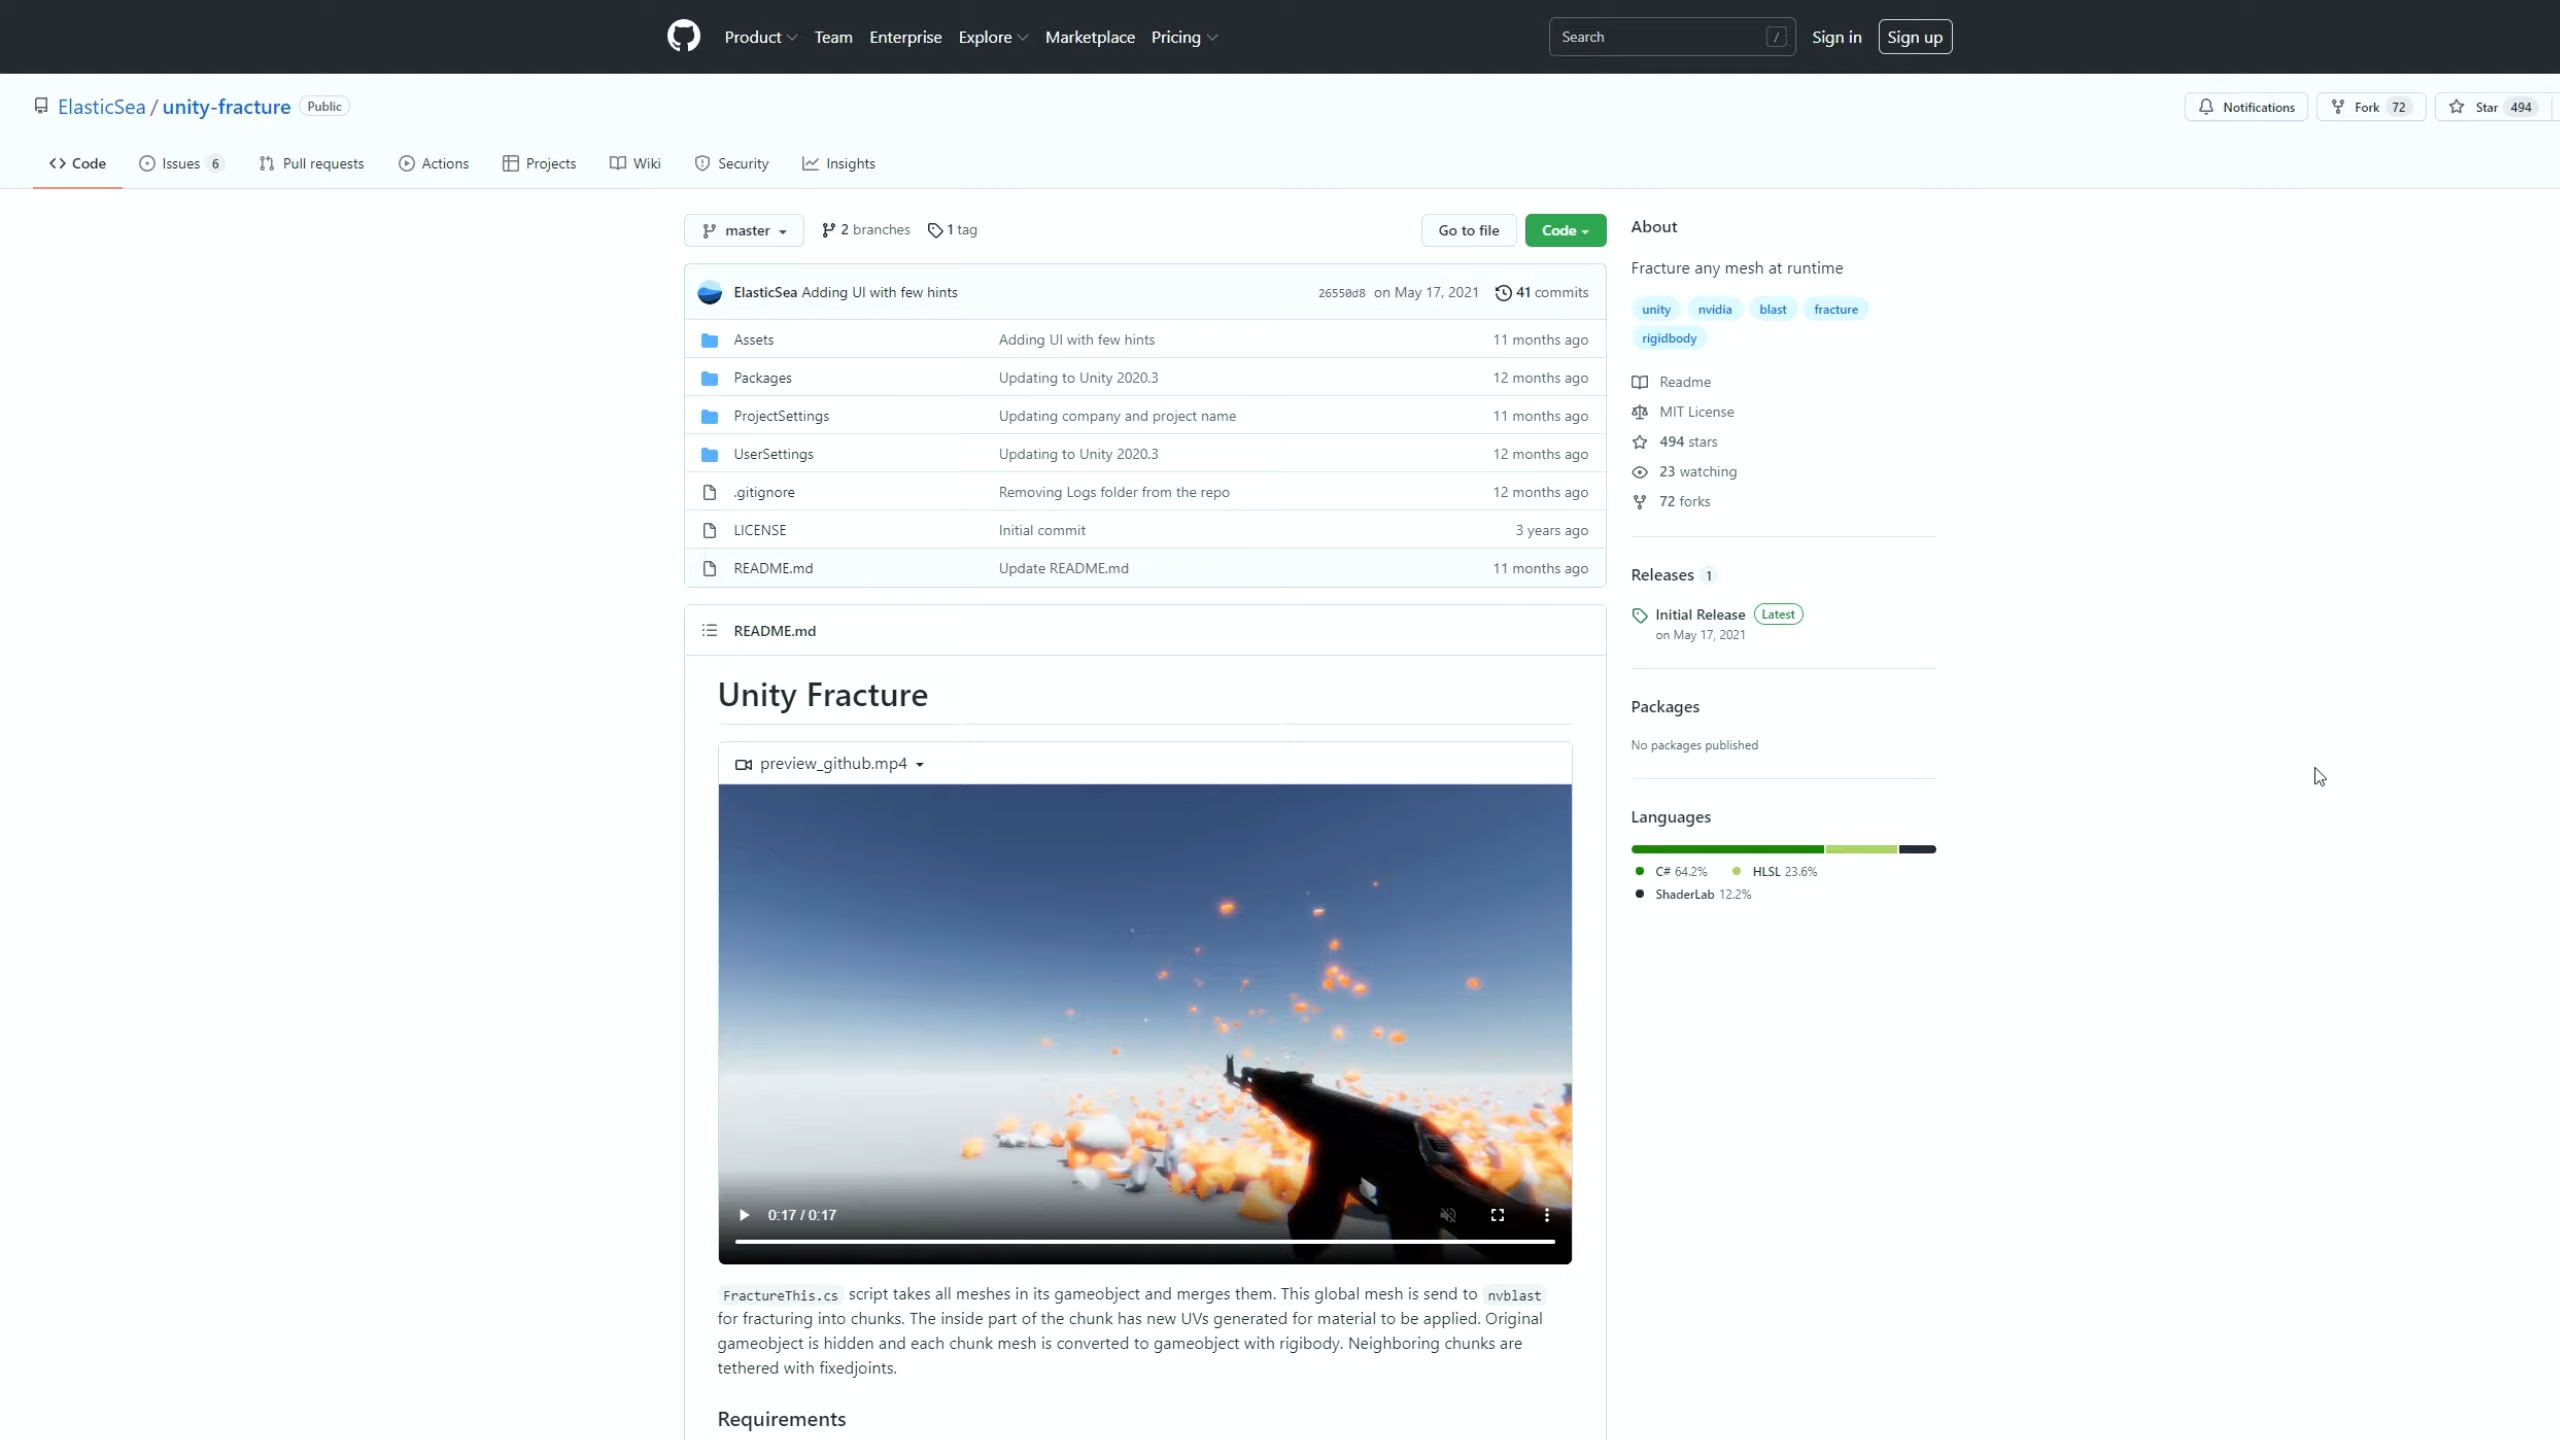 Product Team Enterprise Explore Marketplace Pricing Search / Sign in Sign up
ElasticSea / unity-fracture Public Notifications Fork 72 Star 494
Code Issues 6 Pull requests Actions Projects Wiki Security Insights
master 2 branches 1 tag Go to file Code
ElasticSea Adding UI with few hints 26550d8 on May 17, 2021 41 commits
Assets Adding UI with few hints 11 months ago
Packages Updating to Unity 2020.3 12 months ago
ProjectSettings Updating company and project name 11 months ago
UserSettings Updating to Unity 2020.3 12 months ago
.gitignore Removing Logs folder from the repo 12 months ago
LICENSE Initial commit 3 years ago
README.md Update README.md 11 months ago
README.md
Unity Fracture
preview_github.mp4
0:17 / 0:17
FractureThis.cs script takes all meshes in its gameobject and merges them. This global mesh is send to nvblast
for fracturing into chunks. The inside part of the chunk has new UVs generated for material to be applied. Original
gameobject is hidden and each chunk mesh is converted to gameobject with rigibody. Neighboring chunks are
tethered with fixedjoints.
Requirements
About
Fracture any mesh at runtime
unity nvidia blast fracture
rigidbody
Readme
MIT License
494 stars
23 watching
72 forks
Releases 1
Initial Release Latest
on May 17, 2021
Packages
No packages published
Languages
C# 64.2% HLSL 23.6%
ShaderLab 12.2%